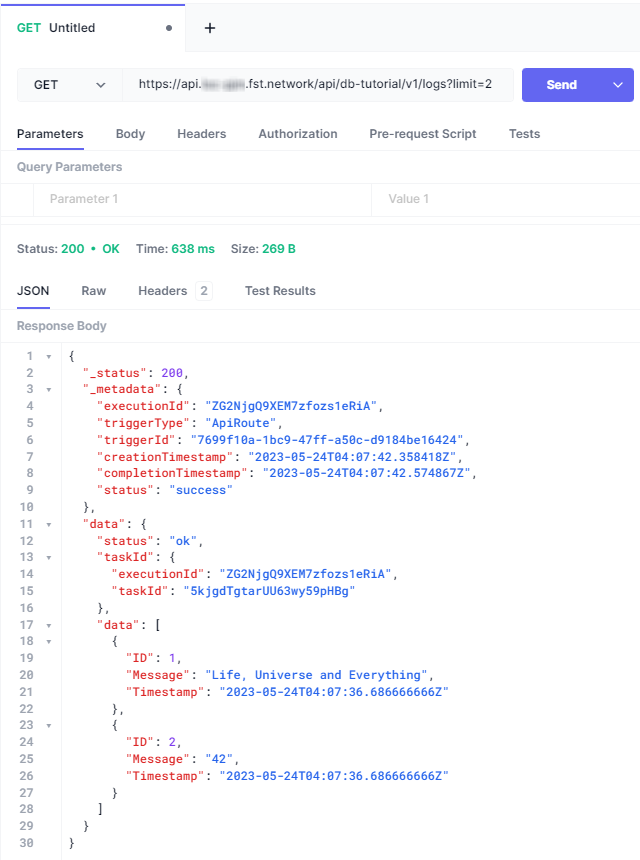 GET Untitled
GET https://api. .fst.network/api/db-tutorial/v1/logs?limit=2 Send
Parameters Body Headers Authorization Pre-request Script Tests
Query Parameters
Parameter 1 Value 1
Status: 200 • OK Time: 638 ms Size: 269 B
JSON Raw Headers 2 Test Results
Response Body
1 {
2 "_status": 200,
3 "_metadata": {
4 "executionId": "ZG2NjgQ9XEM7zfozs1eRiA",
5 "triggerType": "ApiRoute",
6 "triggerId": "7699f10a-1bc9-47ff-a50c-d9184be16424",
7 "creationTimestamp": "2023-05-24T04:07:42.358418Z",
8 "completionTimestamp": "2023-05-24T04:07:42.574867Z",
9 "status": "success"
10 },
11 "data": {
12 "status": "ok",
13 "taskId": {
14 "executionId": "ZG2NjgQ9XEM7zfozs1eRiA",
15 "taskId": "5kjgdTgtarUU63wy59pHBg"
16 },
17 "data": [
18 {
19 "ID": 1,
20 "Message": "Life, Universe and Everything",
21 "Timestamp": "2023-05-24T04:07:36.686666666Z"
22 },
23 {
24 "ID": 2,
25 "Message": "42",
26 "Timestamp": "2023-05-24T04:07:36.686666666Z"
27 }
28 ]
29 }
30 }